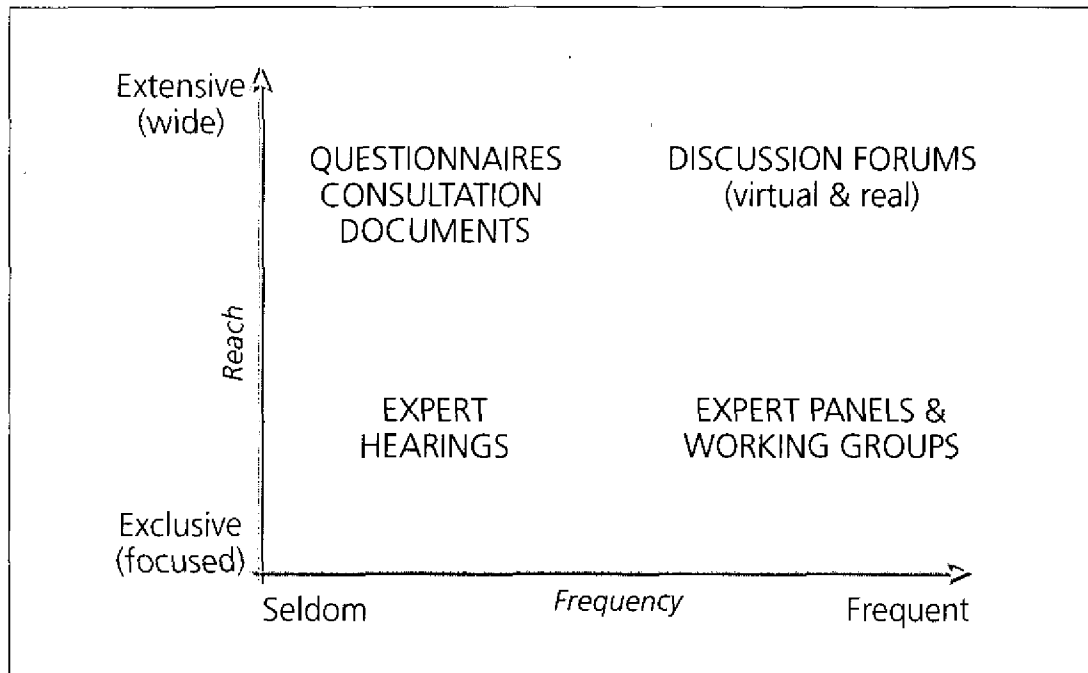 Extensive
(wide)
QUESTIONNAIRES
CONSULTATION
DOCUMENTS
DISCUSSION FORUMS
(virtual & real)
Reach
EXPERT
HEARINGS
EXPERT PANELS &
WORKING GROUPS
Exclusive
(focused)
Seldom
Frequency
Frequent